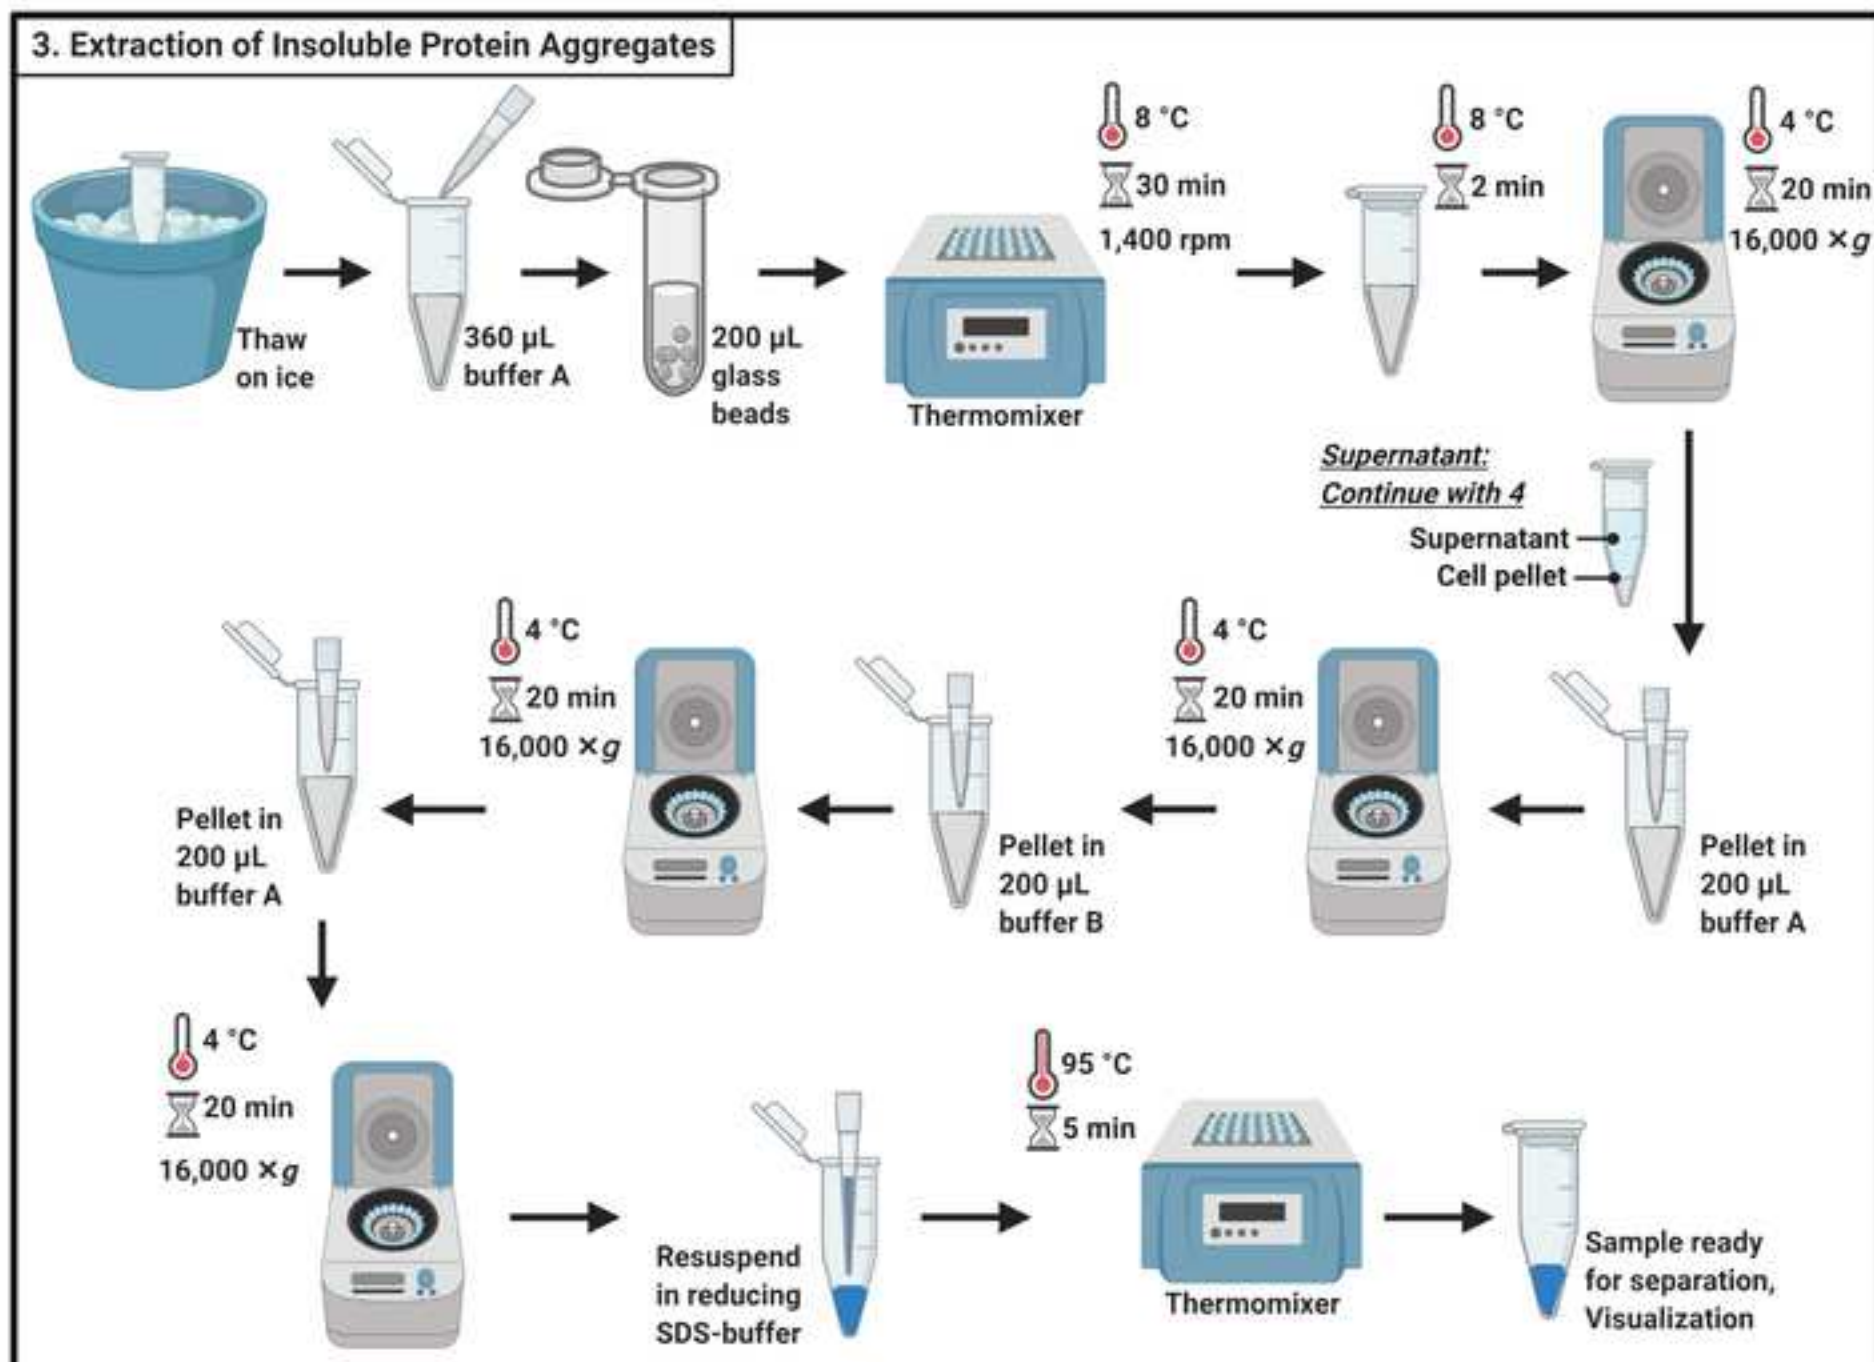 3. Extraction of Insoluble Protein Aggregates
Thaw
on ice
360 µL
buffer A
200 µL
glass
beads
8 °C
30 min
1,400 rpm
Thermomixer
8 °C
2 min
4 °C
20 min
16,000 ×g
Supernatant:
Continue with 4
Supernatant
Cell pellet
Pellet in
200 µL
buffer A
4 °C
20 min
16,000 ×g
Pellet in
200 µL
buffer B
4 °C
20 min
16,000 ×g
Pellet in
200 µL
buffer A
4 °C
20 min
16,000 ×g
Resuspend
in reducing
SDS-buffer
95 °C
5 min
Thermomixer
Sample ready
for separation,
Visualization